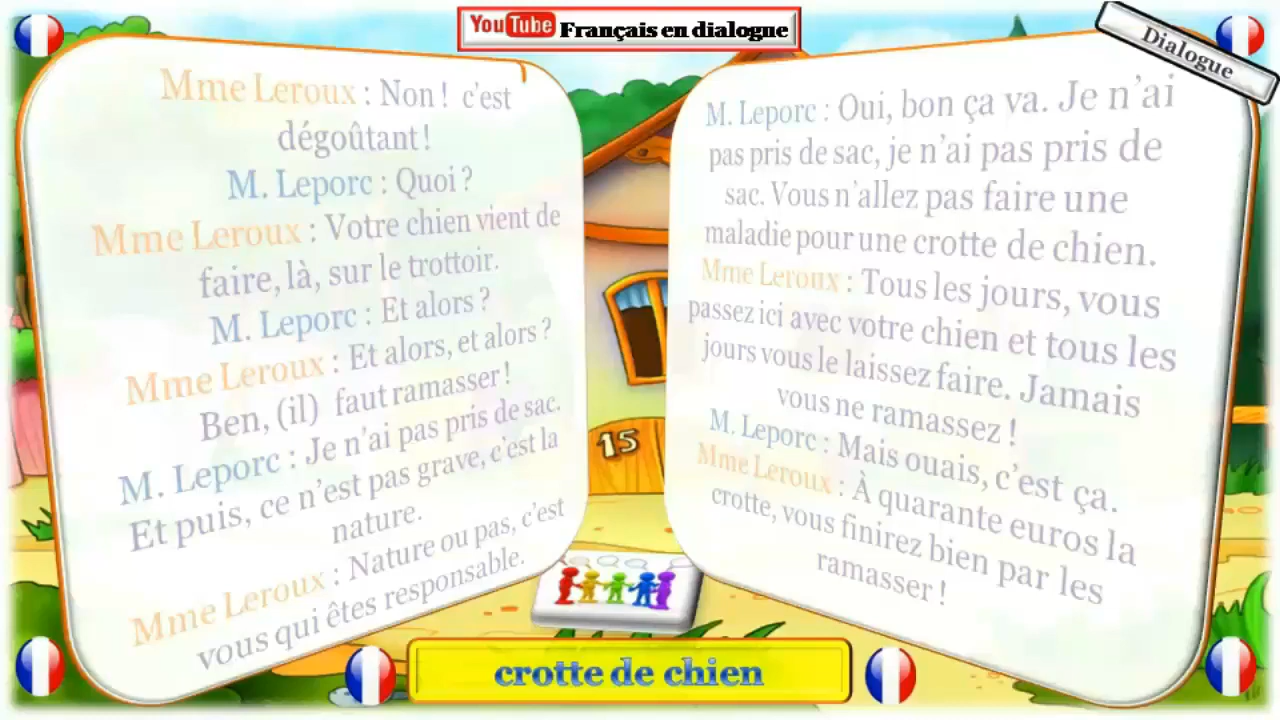 YouTube Français en dialogue
Dialogue
Mme Leroux : Non ! c’est
dégoûtant !
M. Leporc : Quoi ?
Mme Leroux : Votre chien vient de
faire, là, sur le trottoir.
M. Leporc : Et alors ?
Mme Leroux : Et alors, et alors ?
Ben, (il) faut ramasser !
M. Leporc : Je n’ai pas pris de sac.
Et puis, ce n’est pas grave, c’est la
nature.
Mme Leroux : Nature ou pas, c’est
vous qui êtes responsable.
M. Leporc : Oui, bon ça va. Je n’ai
pas pris de sac, je n’ai pas pris de
sac. Vous n’allez pas faire une
maladie pour une crotte de chien.
Mme Leroux : Tous les jours, vous
passez ici avec votre chien et tous les
jours vous le laissez faire. Jamais
vous ne ramassez !
M. Leporc : Mais ouais, c’est ça.
Mme Leroux : À quarante euros la
crotte, vous finirez bien par les
ramasser !
15
crotte de chien